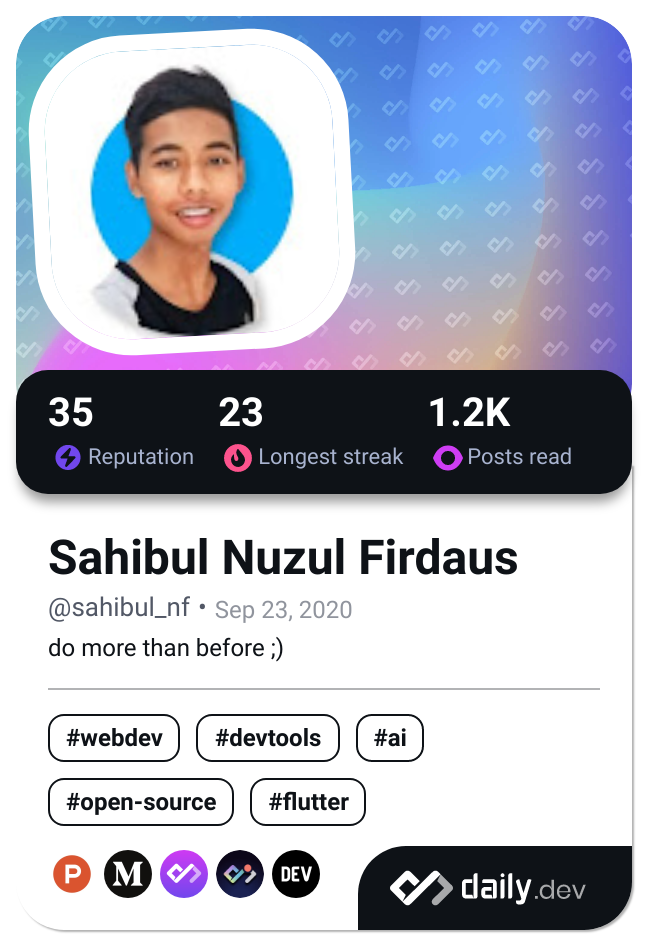 35 23 1.2K
Reputation Longest streak Posts read
Sahibul Nuzul Firdaus
@sahibul_nf • Sep 23, 2020
do more than before ;)
#webdev #devtools #ai
#open-source #flutter
P M DEV
daily.dev